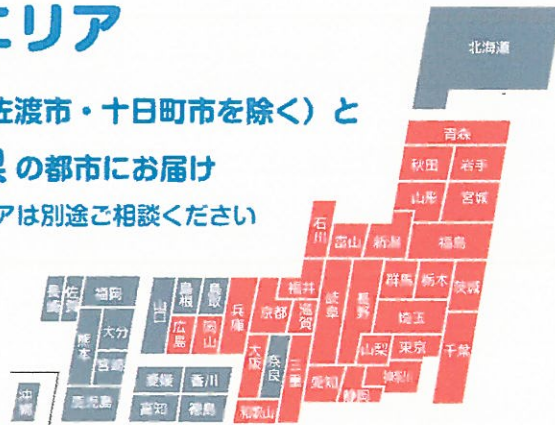 エリア
佐渡市・十日町市を除く）と
県 の都市にお届け
アは別途ご相談ください
北海道
青森
秋田 岩手
山形 宮城
石川 富山 新潟 福島
福井 岐阜 長野 群馬 栃木 茨城
長崎 佐賀 福岡 山口 島根 鳥取 兵庫 京都 滋賀 埼玉
大分 広島 岡山 山梨 東京 千葉
熊本 宮崎 大阪 奈良 三重 愛知 静岡 神奈川
愛媛 香川
沖縄 鹿児島 高知 徳島 和歌山